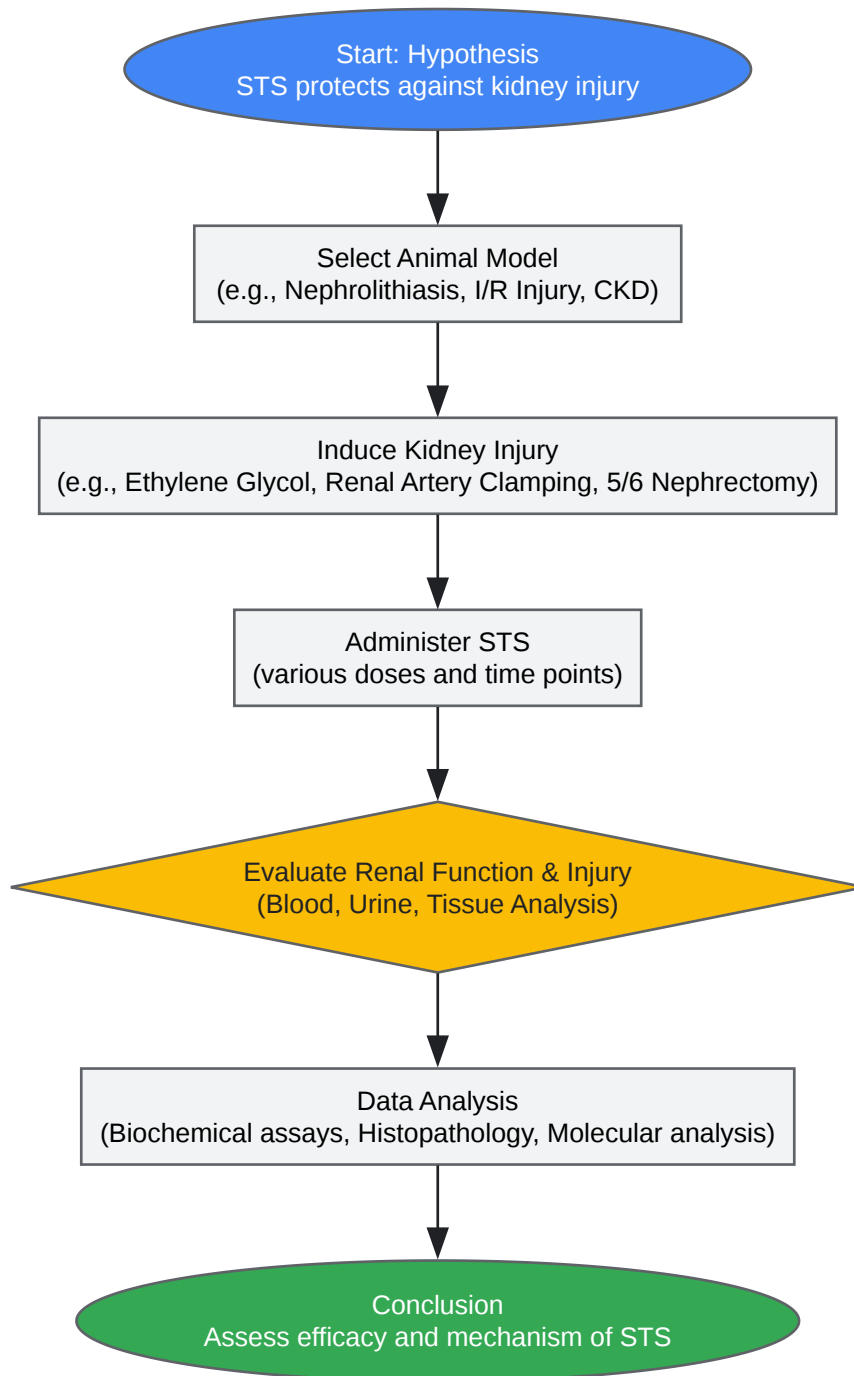 Start: Hypothesis
STS protects against kidney injury
Select Animal Model
(e.g., Nephrolithiasis, I/R Injury, CKD)
Induce Kidney Injury
(e.g., Ethylene Glycol, Renal Artery Clamping, 5/6 Nephrectomy)
Administer STS
(various doses and time points)
Evaluate Renal Function & Injury
(Blood, Urine, Tissue Analysis)
Data Analysis
(Biochemical assays, Histopathology, Molecular analysis)
Conclusion
Assess efficacy and mechanism of STS